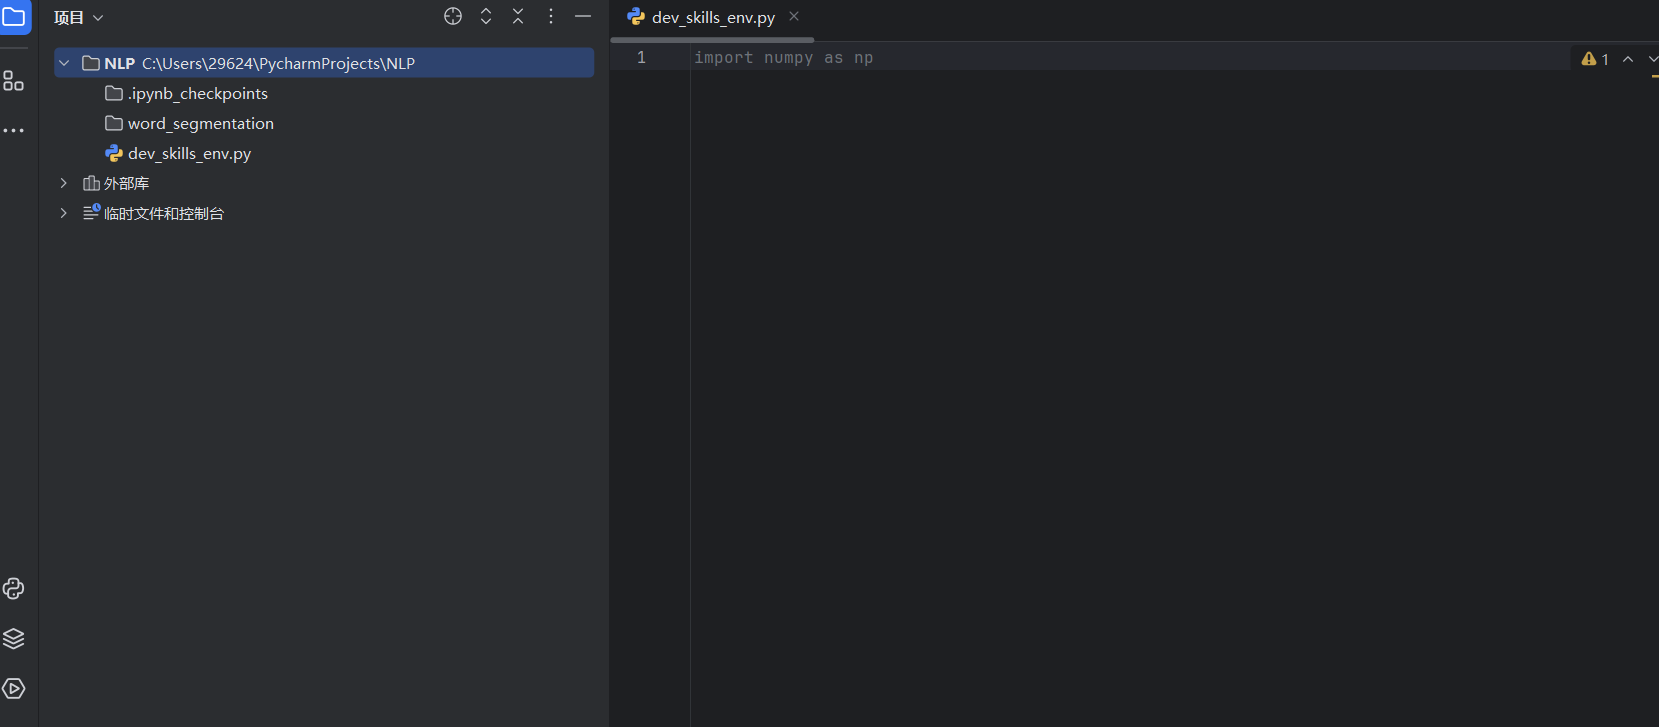 项目
NLP C:\Users\29624\PycharmProjects\NLP
.ipynb_checkpoints
word_segmentation
dev_skills_env.py
外部库
临时文件和控制台
dev_skills_env.py
1 import numpy as np
1